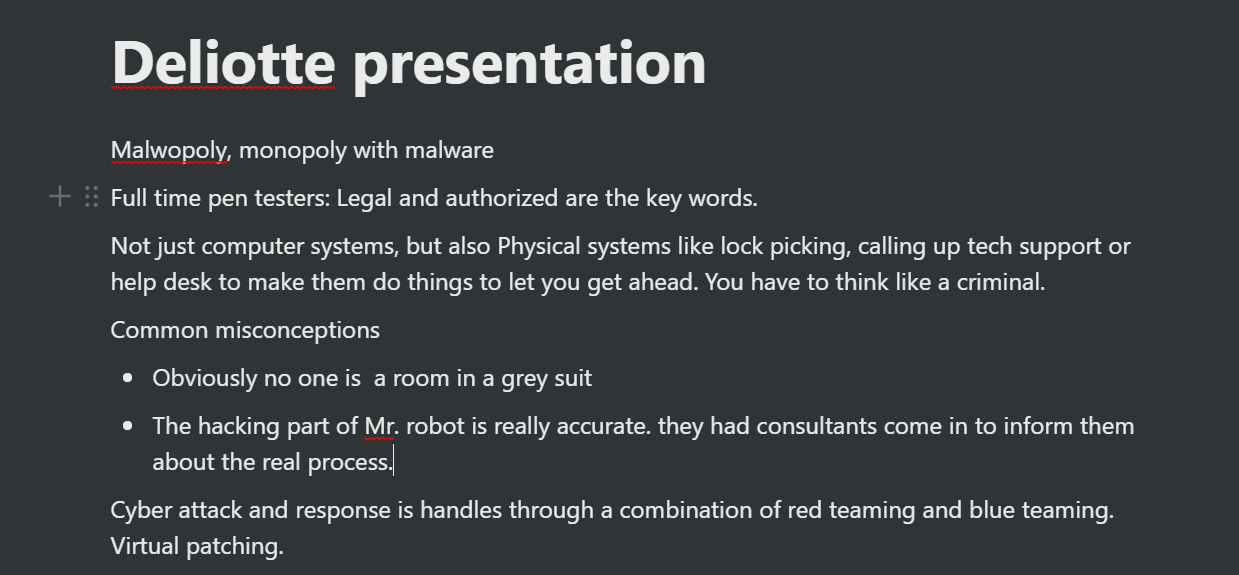 Deliotte presentation
Malwopoly, monopoly with malware
Full time pen testers: Legal and authorized are the key words.
Not just computer systems, but also Physical systems like lock picking, calling up tech support or
help desk to make them do things to let you get ahead. You have to think like a criminal.
Common misconceptions
• Obviously no one is  a room in a grey suit
• The hacking part of Mr. robot is really accurate. they had consultants come in to inform them
about the real process.
Cyber attack and response is handles through a combination of red teaming and blue teaming.
Virtual patching.